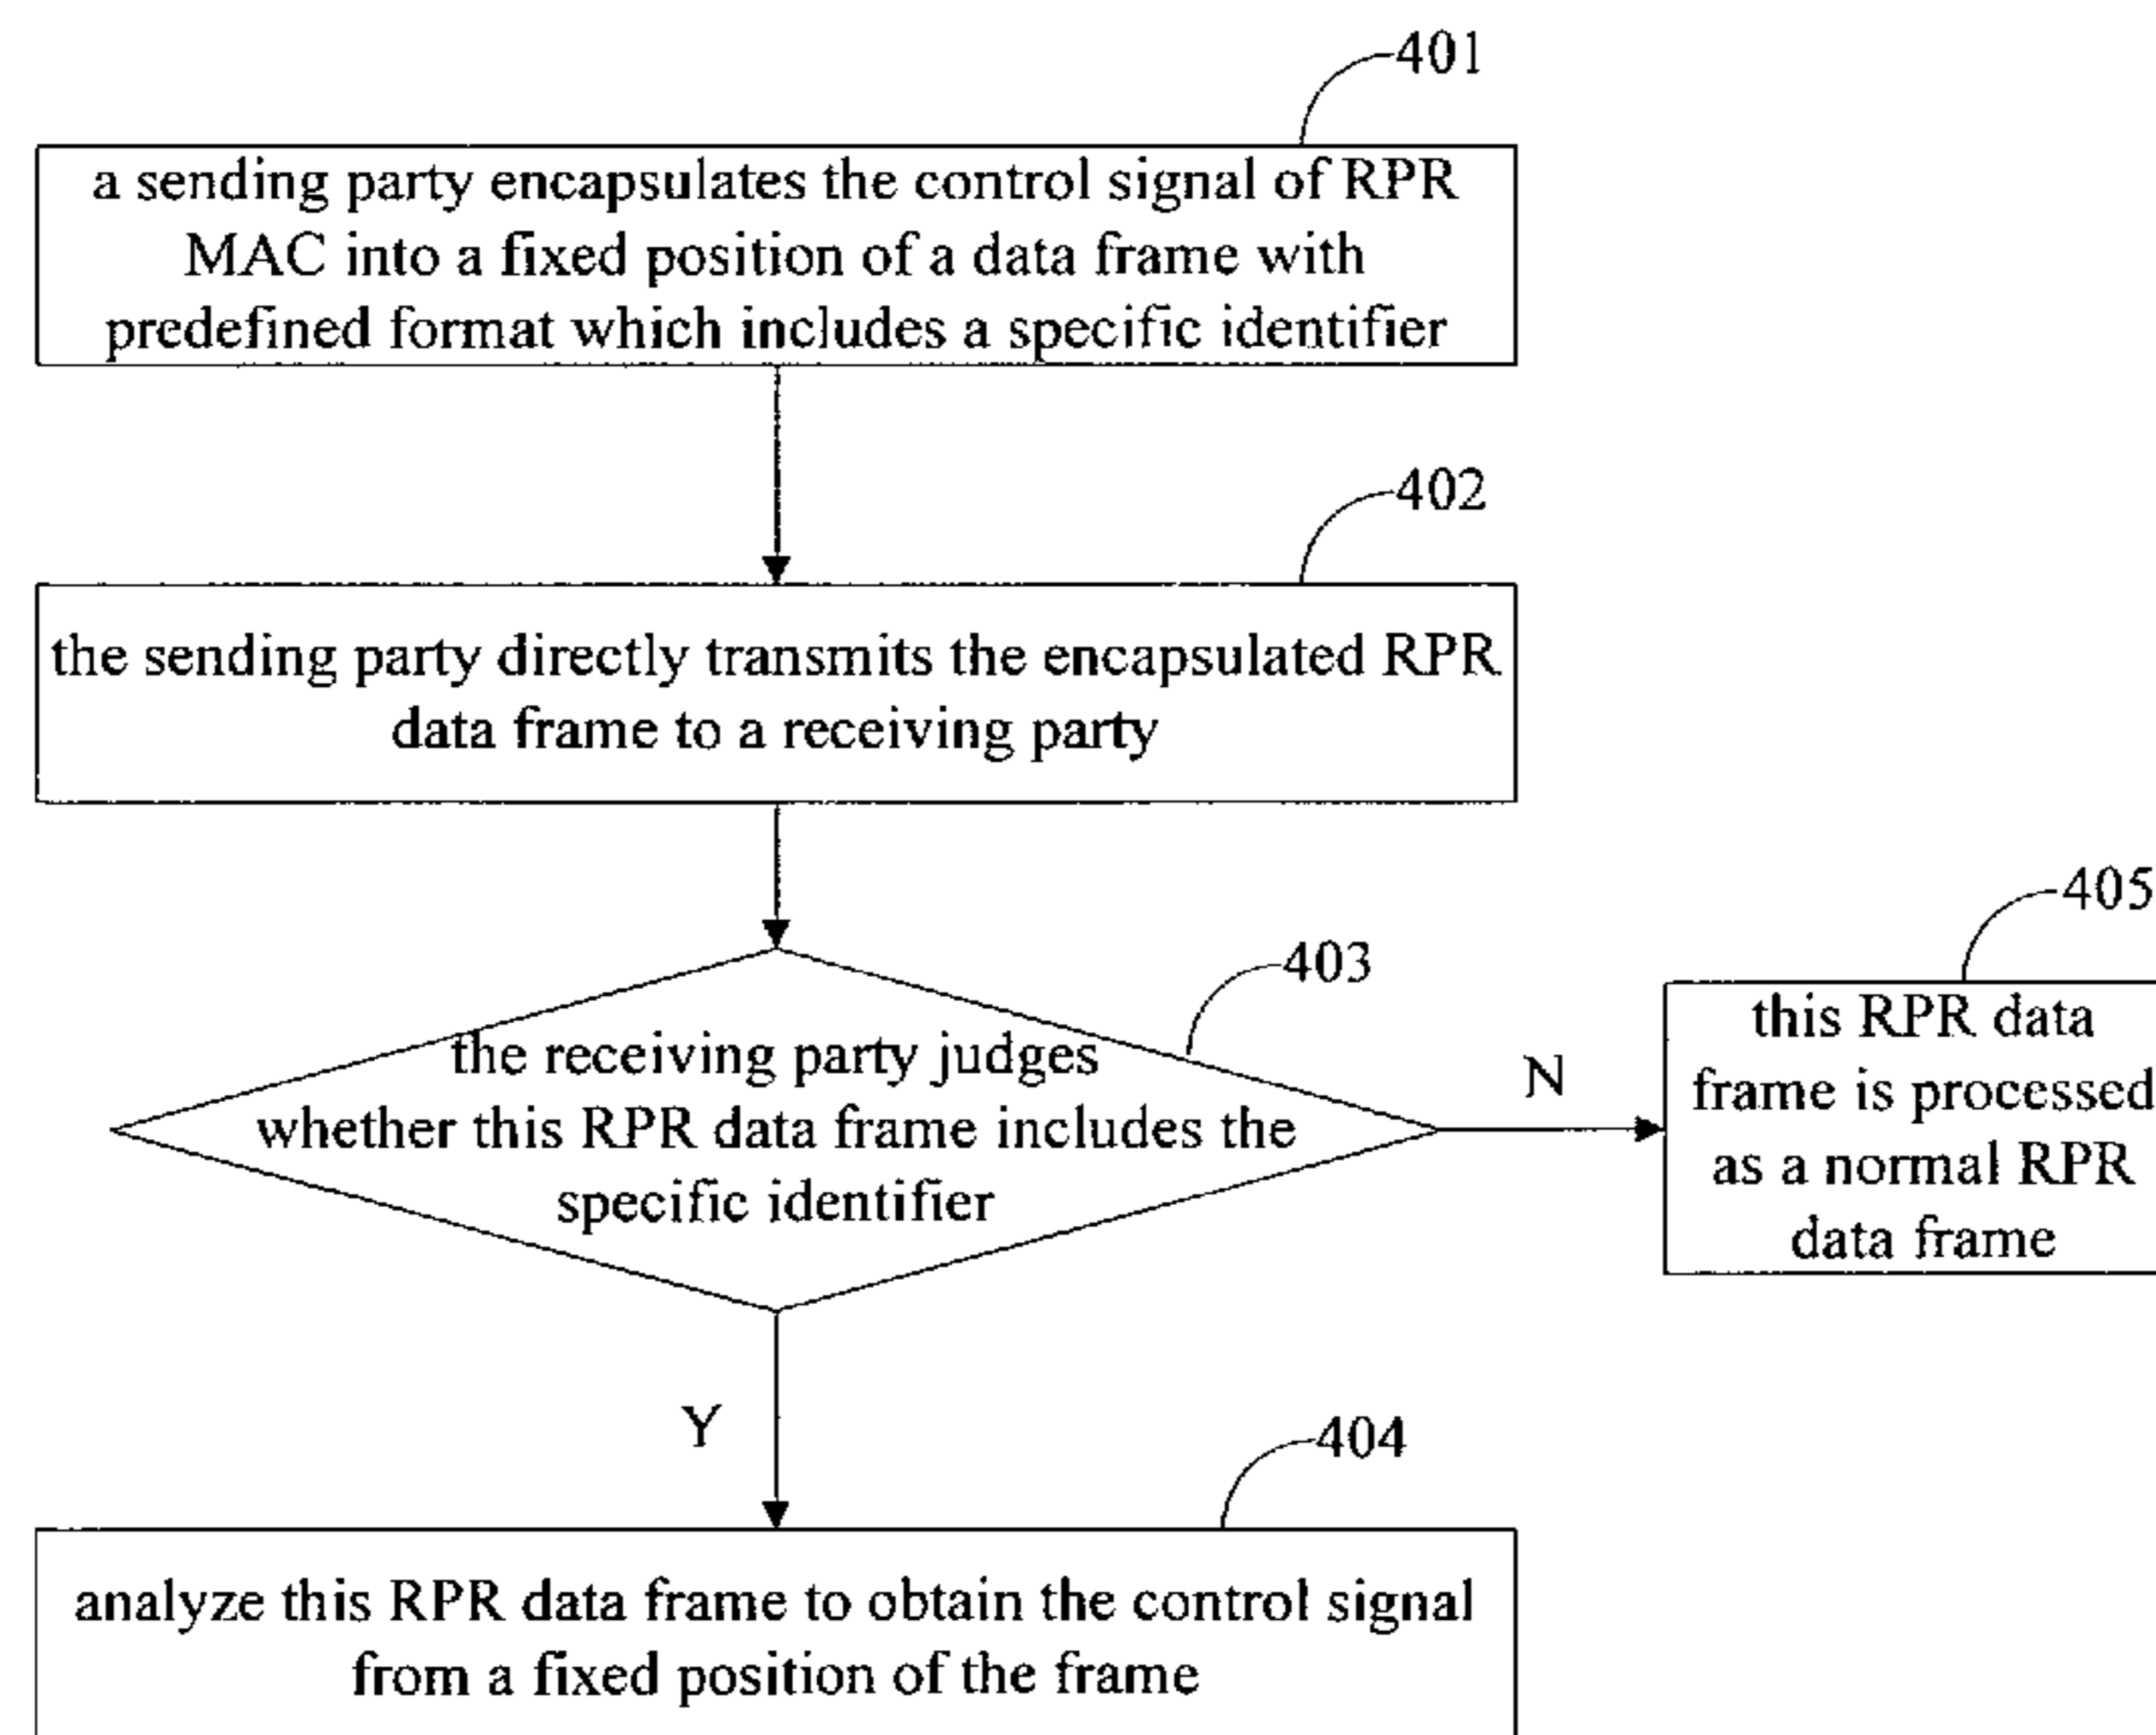 401
a sending party encapsulates the control signal of RPR
MAC into a fixed position of a data frame with
predefined format which includes a specific identifier
402
the sending party directly transmits the encapsulated RPR
data frame to a receiving party
403
the receiving party judges
whether this RPR data frame includes the
specific identifier
N
405
this RPR data
frame is processed
as a normal RPR
data frame
Y
404
analyze this RPR data frame to obtain the control signal
from a fixed position of the frame